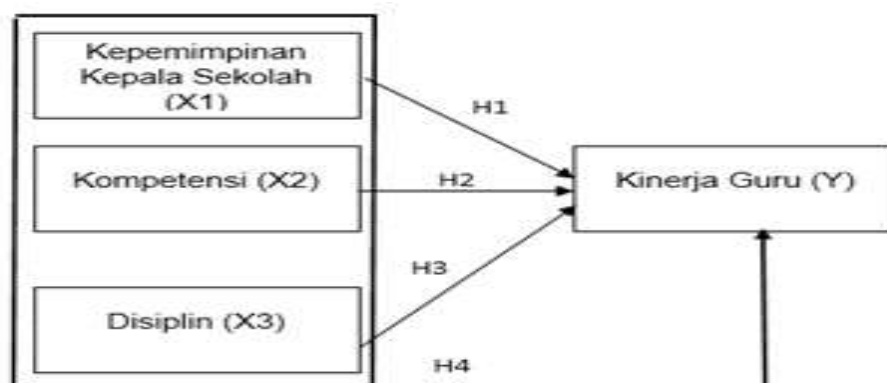 Kepemimpinan
Kepala Sekolah
(X1)
H1
Kompetensi (X2)
H2
Kinerja Guru (Y)
H3
Disiplin (X3)
H4